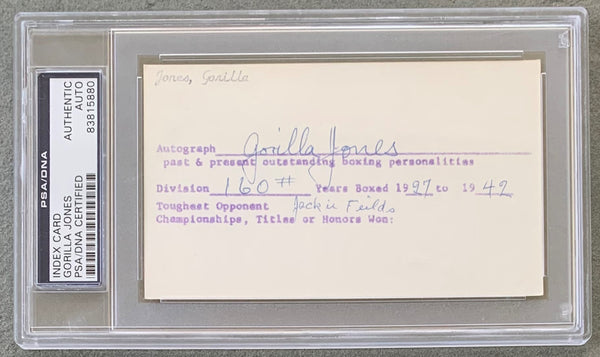 PSA/DNA
INDEX CARD
GORILLA JONES
PSA/DNA CERTIFIED
AUTHENTIC
AUTO
83815880
Jones, Gorilla
Autograph Gorilla Jones
past & present outstanding boxing personalities
Division 160# Years Boxed 1927 to 1942
Toughest Opponent Jackie Feilds
Championships, Titles or Honors Won: